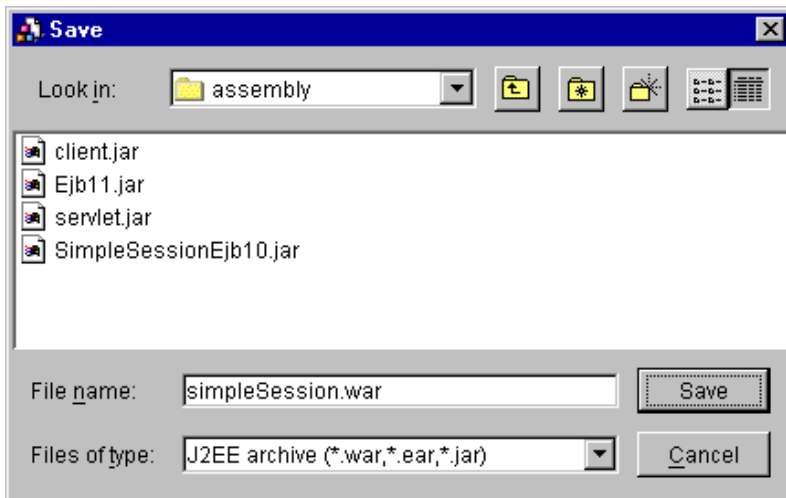 Save
Look in: assembly
client.jar
Ejb11.jar
servlet.jar
SimpleSessionEjb10.jar
File name: simpleSession.war Save
Files of type: J2EE archive (*.war,*.ear,*.jar) Cancel